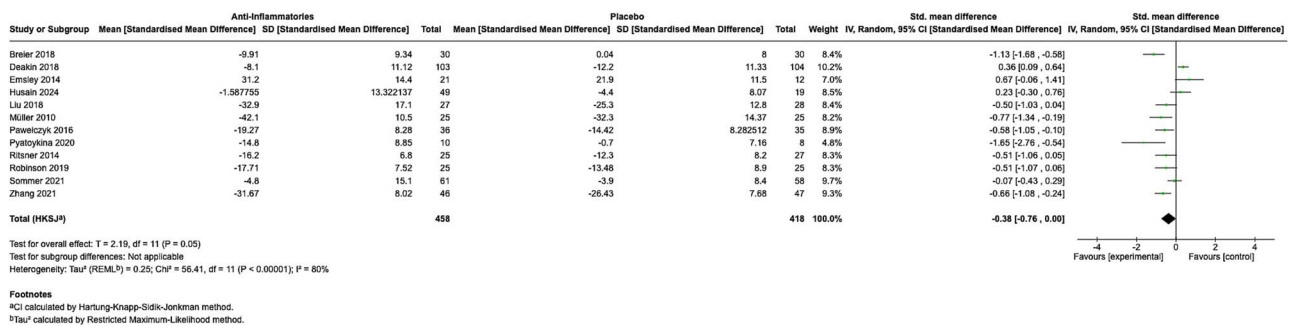 Anti-Inflammatories Placebo Std. mean difference Std. mean difference
Study or Subgroup Mean [Standardised Mean Difference] SD [Standardised Mean Difference] Total Mean [Standardised Mean Difference] SD [Standardised Mean Difference] Total Weight IV, Random, 95% CI [Standardised Mean Difference] IV, Random, 95% CI [Standardised Mean Difference]
Breier 2018 -9.91 9.34 30 0.04 8 30 8.4% -1.13 [-1.68 , -0.58]
Deakin 2018 -8.1 11.12 103 -12.2 11.33 104 9.9% 0.36 [0.09 , 0.64]
Emsley 2014 31.2 14.4 21 21.9 11.5 12 7.0% 0.67 [-0.06 , 1.41]
Husain 2024 -1.587755 13.322137 49 -4.4 8.07 19 8.5% 0.23 [-0.30 , 0.76]
Liu 2018 -32.9 17.1 27 -25.3 12.8 28 8.4% -0.50 [-1.03 , 0.04]
Müller 2010 -42.1 10.5 25 -32.3 14.37 25 8.1% -0.77 [-1.34 , -0.19]
Pawelczyk 2016 -19.27 8.28 36 -14.42 8.282512 35 8.9% -0.58 [-1.05 , -0.10]
Pyatoykina 2020 -14.8 8.85 10 -0.7 7.16 8 4.9% -1.65 [-2.76 , -0.54]
Ritsner 2014 -16.2 6.8 25 -12.3 8.2 27 8.3% -0.51 [-1.06 , 0.05]
Robinson 2019 -17.71 7.52 25 -13.48 8.9 25 8.2% -0.51 [-1.07 , 0.06]
Sommer 2021 -4.8 15.1 61 -3.9 8.4 58 9.7% -0.07 [-0.43 , 0.29]
Zhang 2021 -31.67 8.02 46 -26.43 7.68 47 9.3% -0.66 [-1.08 , -0.24]
Total (HKSJᵃ) 458 418 100.0% -0.38 [-0.76 , 0.00]
Test for overall effect: T = 2.19, df = 11 (P = 0.05)
-4 -2 0 2 4
Test for subgroup differences: Not applicable
Favours [experimental] Favours [control]
Heterogeneity: Tau² (REMLᵇ) = 0.25; Chi² = 56.41, df = 11 (P < 0.00001); I² = 80%
Footnotes
ᵃCI calculated by Hartung-Knapp-Sidik-Jonkman method.
ᵇTau² calculated by Restricted Maximum-Likelihood method.